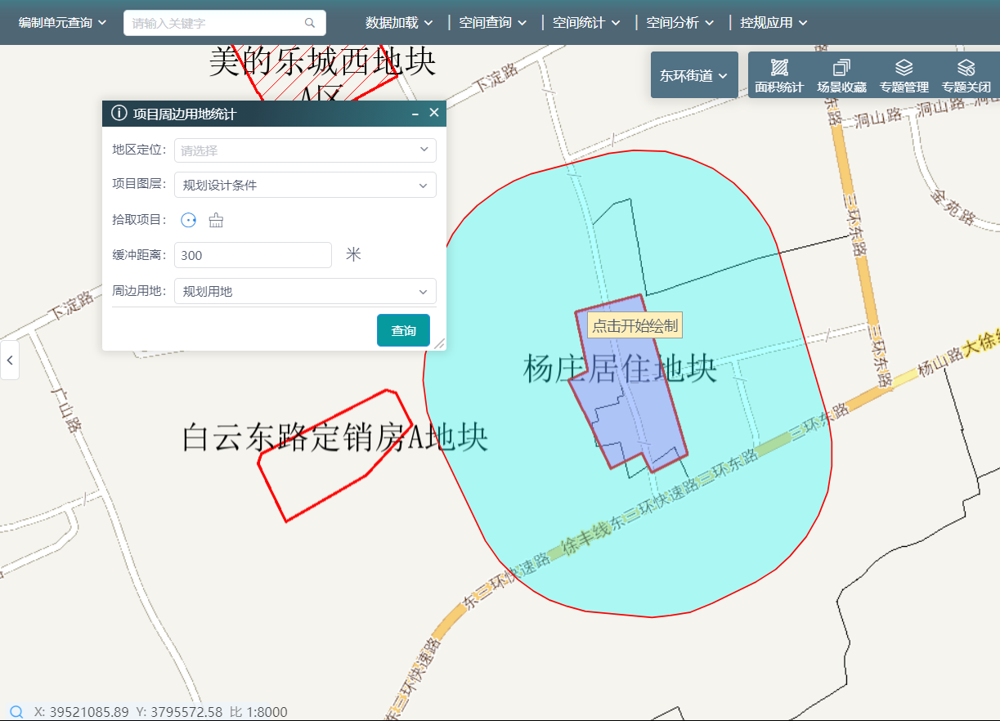 编制单元查询
请输入关键字
数据加载
空间查询
空间统计
空间分析
控规应用
东环街道
面积统计
场景收藏
专题管理
专题关闭
美的乐城西地块
A区
下淀路
洞山路
洞山路
金苑路
三环东路
三环东路
项目周边用地统计
地区定位：
请选择
项目图层：
规划设计条件
拾取项目：
缓冲距离：
300
米
周边用地：
规划用地
查询
下淀路
点击开始绘制
杨庄居住地块
杨山路
大徐线
广山路
白云东路定销房A地块
三环东路
三环东路
东三环快速路
徐丰线
东三环快速路
东三环快速路
X: 39521085.89 Y: 3795572.58 比 1:8000